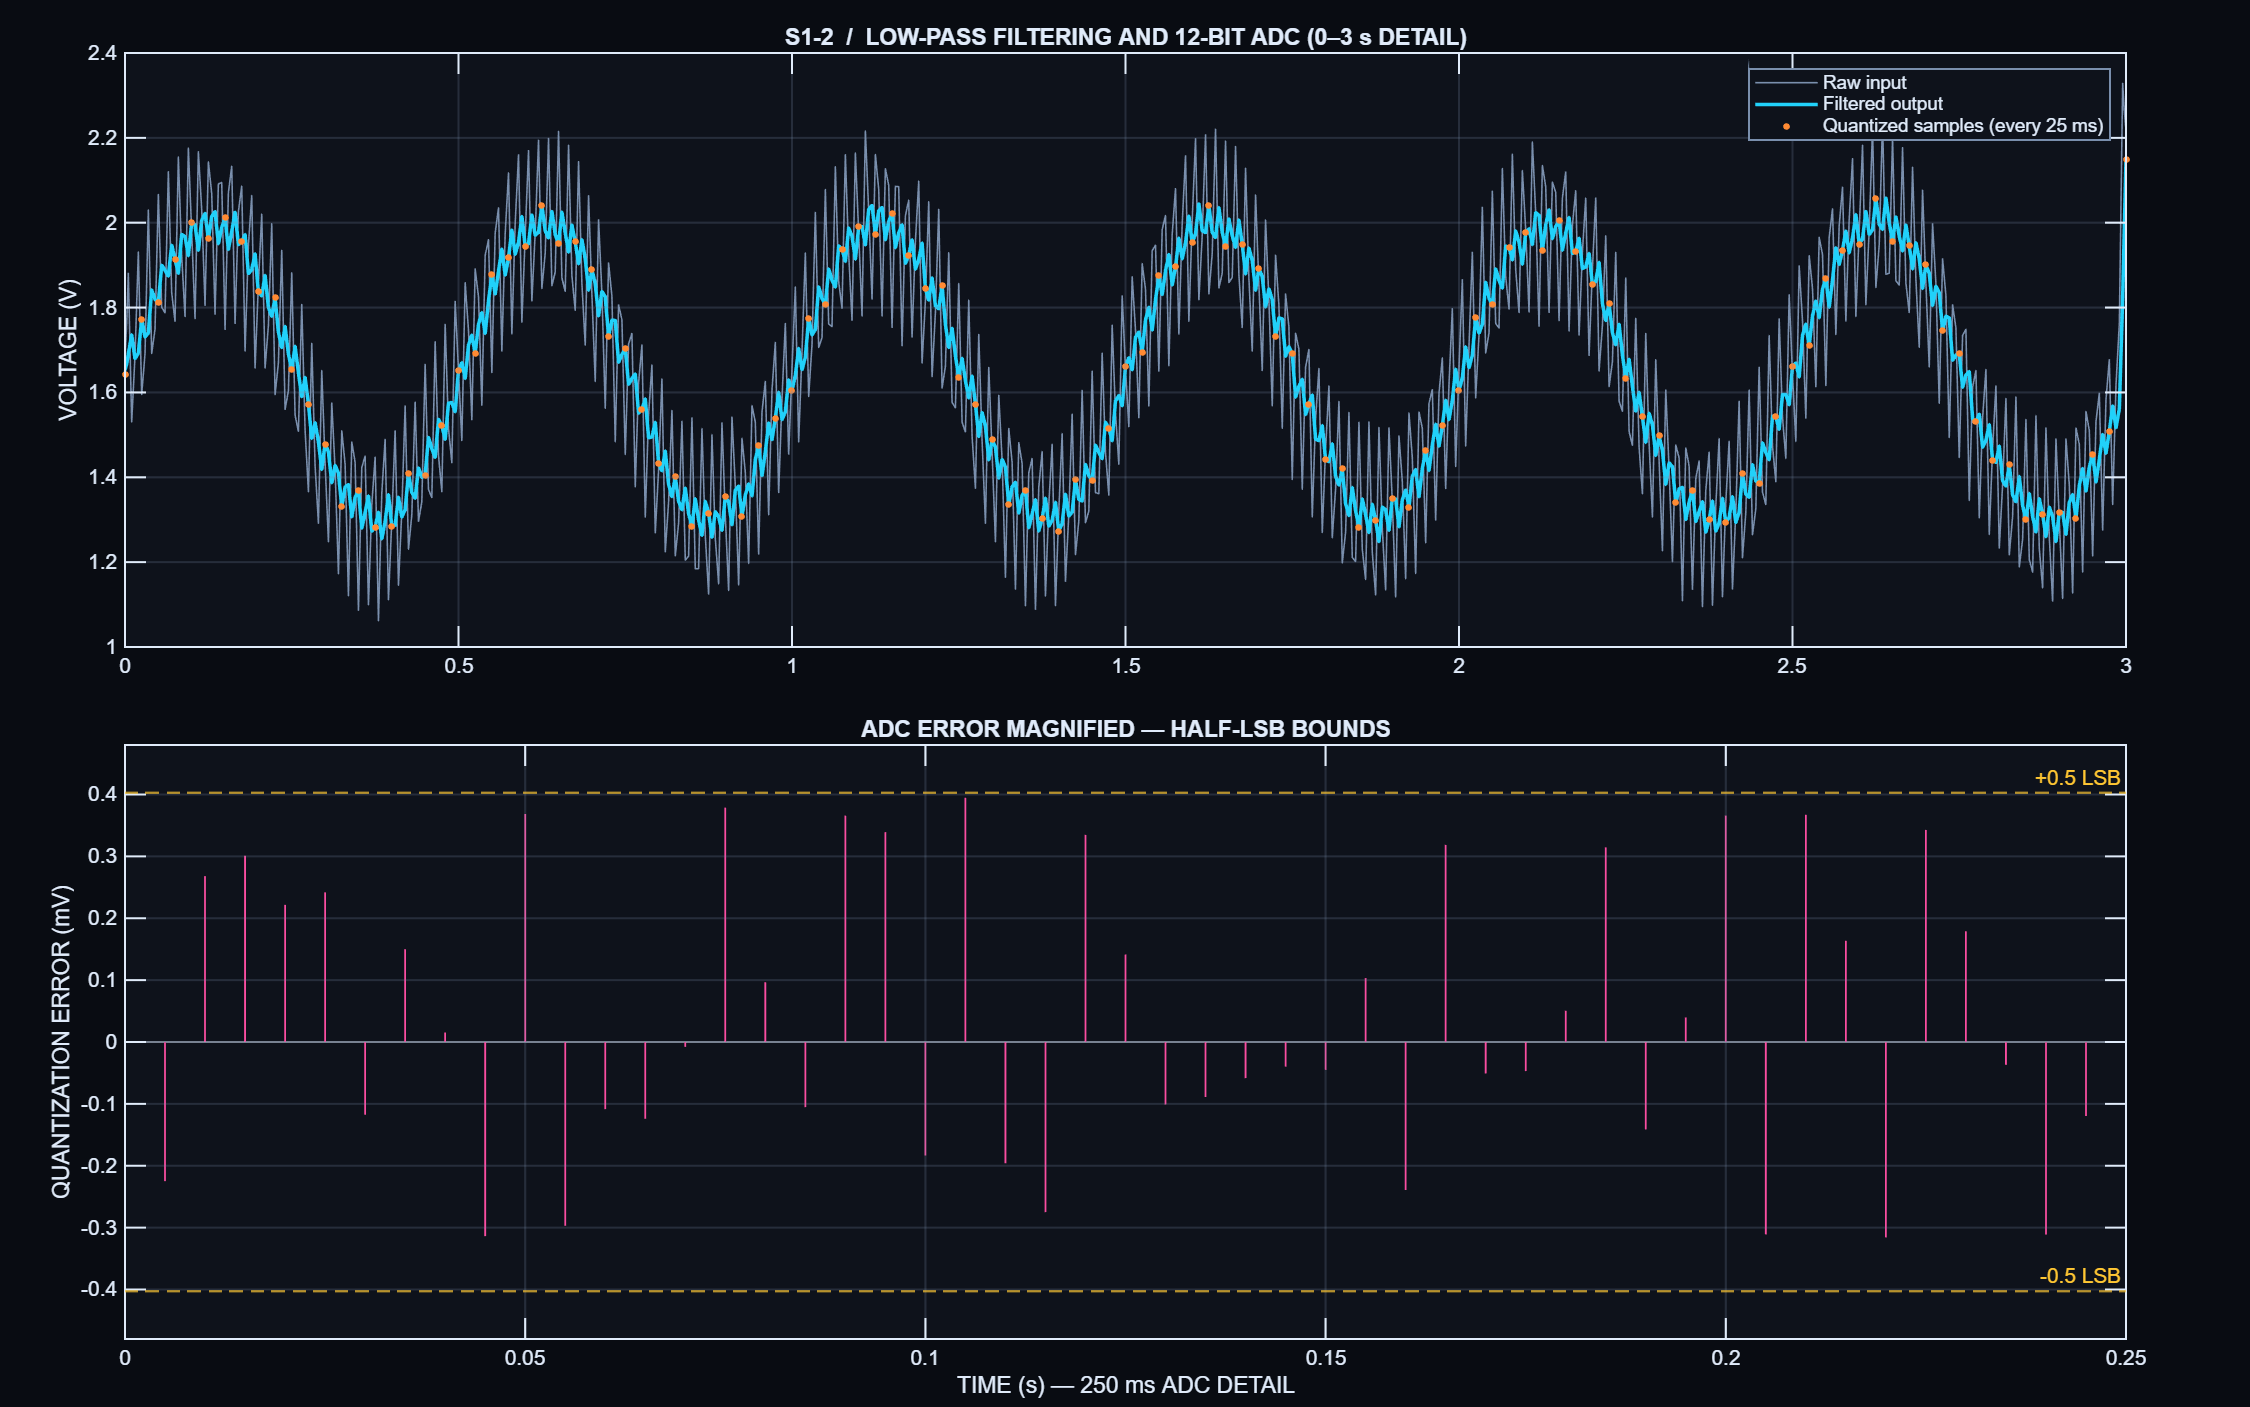 S1-2 / LOW-PASS FILTERING AND 12-BIT ADC (0–3 s DETAIL)
2.4
2.2
2
1.8
1.6
1.4
1.2
1
VOLTAGE (V)
Raw input
Filtered output
Quantized samples (every 25 ms)
0 0.5 1 1.5 2 2.5 3
ADC ERROR MAGNIFIED — HALF-LSB BOUNDS
0.4
0.3
0.2
0.1
0
-0.1
-0.2
-0.3
-0.4
QUANTIZATION ERROR (mV)
+0.5 LSB
-0.5 LSB
0 0.05 0.1 0.15 0.2 0.25
TIME (s) — 250 ms ADC DETAIL